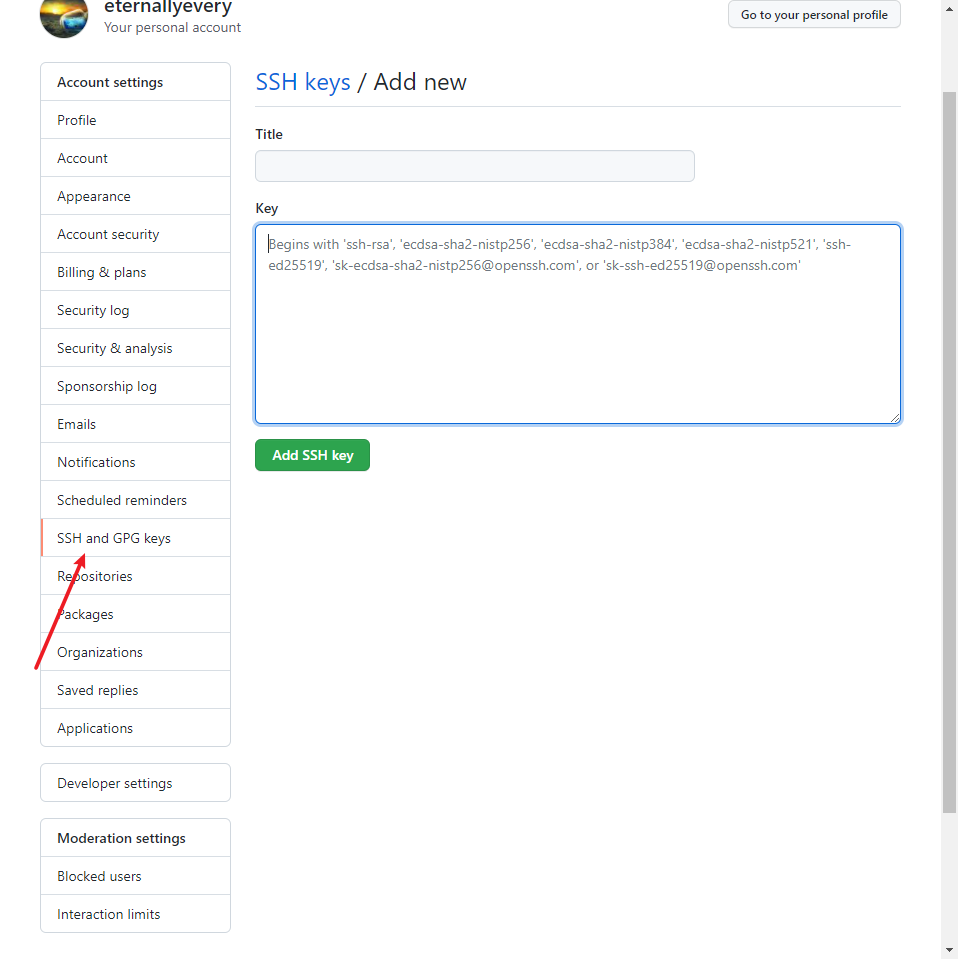 eternallyevery
Your personal account
Go to your personal profile
Account settings
Profile
Account
Appearance
Account security
Billing & plans
Security log
Security & analysis
Sponsorship log
Emails
Notifications
Scheduled reminders
SSH and GPG keys
Repositories
Packages
Organizations
Saved replies
Applications
Developer settings
Moderation settings
Blocked users
Interaction limits
SSH keys / Add new
Title
Key
Begins with 'ssh-rsa', 'ecdsa-sha2-nistp256', 'ecdsa-sha2-nistp384', 'ecdsa-sha2-nistp521', 'ssh-
ed25519', 'sk-ecdsa-sha2-nistp256@openssh.com', or 'sk-ssh-ed25519@openssh.com'
Add SSH key